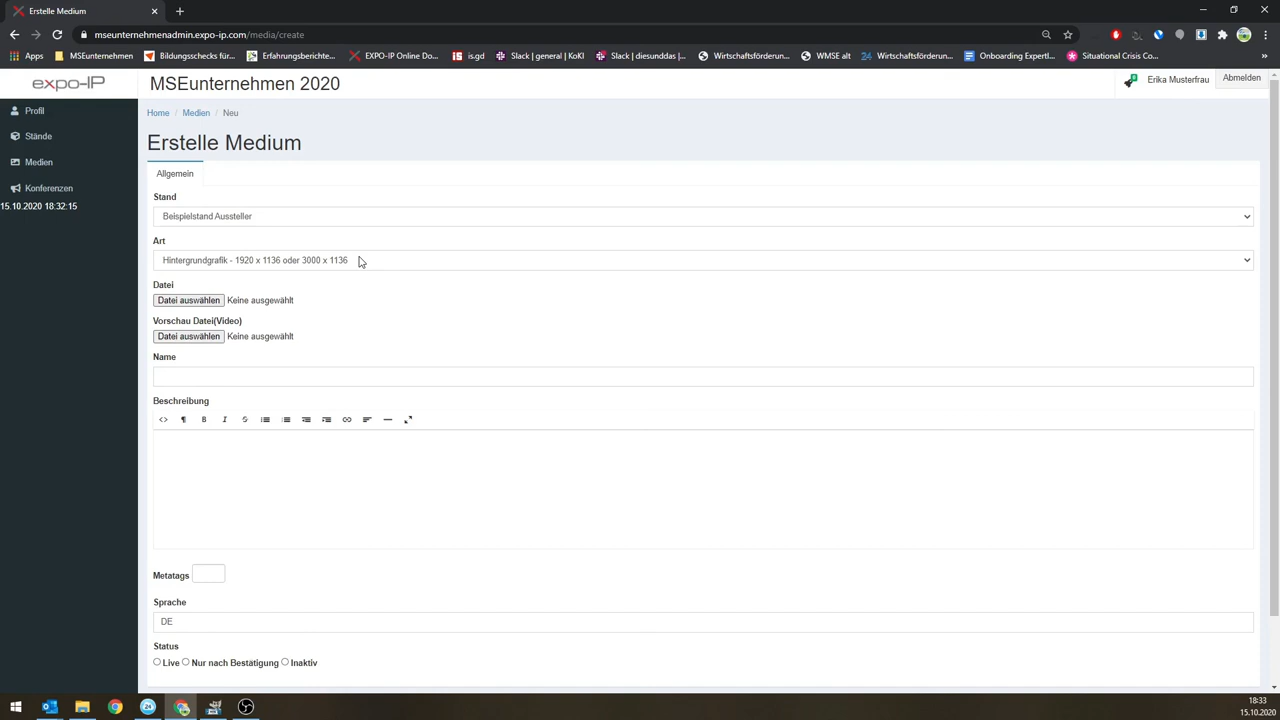 Erstelle Medium
mseunternehmenadmin.expo-ip.com/media/create
Apps
MSEunternehmen
Bildungsschecks für...
Erfahrungsberichte...
EXPO-IP Online Do...
is.gd
Slack | general | KoKI
Slack | diesunddas |...
Wirtschaftsförderun...
WMSE alt
Wirtschaftsförderun...
Onboarding Expertl...
Situational Crisis Co...
expo-IP
MSEunternehmen 2020
Erika Musterfrau
Abmelden
Profil
Stände
Medien
Konferenzen
15.10.2020 18:32:15
Home / Medien / Neu
Erstelle Medium
Allgemein
Stand
Beispielstand Aussteller
Art
Hintergrundgrafik - 1920 x 1136 oder 3000 x 1136
Datei
Datei auswählen Keine ausgewählt
Vorschau Datei(Video)
Datei auswählen Keine ausgewählt
Name
Beschreibung
Metatags
Sprache
DE
Status
Live Nur nach Bestätigung Inaktiv
18:33
15.10.2020